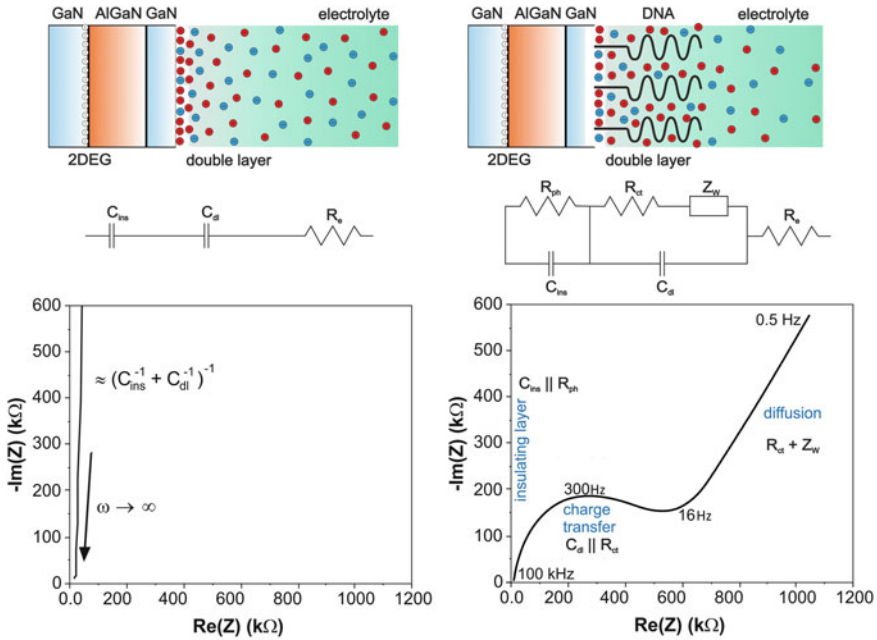 GaN AlGaN GaN electrolyte
2DEG double layer
C_ins C_dl R_e
600
500
400
300
200
100
0
-Im(Z) (kΩ)
≈ (C_ins^-1 + C_dl^-1)^-1
ω → ∞
0.0 200 400 600 800 1000 1200
Re(Z) (kΩ)
GaN AlGaN GaN DNA electrolyte
2DEG double layer
R_ph R_ct Z_W R_e
C_ins C_dl
600
500
400
300
200
100
0
-Im(Z) (kΩ)
0.5 Hz
C_ins || R_ph
insulating layer
diffusion
R_ct + Z_W
300Hz
16Hz
charge
transfer
C_dl || R_ct
100 kHz
0.0 200 400 600 800 1000 1200
Re(Z) (kΩ)